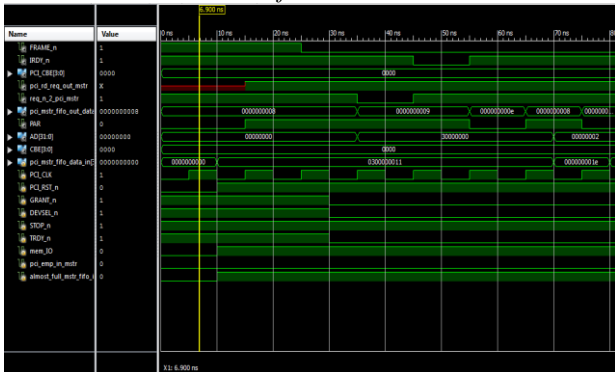 6.900 ns
Name Value 0 ns 10 ns 20 ns 30 ns 40 ns 50 ns 60 ns 70 ns
FRAME_n 1
IRDY_n 1
PCI_CBE[3:0] 0000 0000
pci_rd_req_out_mstr X
req_n_2_pci_mstr 1
pci_mstr_fifo_out_data 0000000008 0000000008 0000000009 000000000e 0000000008
PAR 0
AD[31:0] 00000000 00000000 30000000 00000002
CBE[3:0] 0000 0000
pci_mstr_fifo_data_in[ 0000000000 0000000000 0300000011 000000001e
PCI_CLK 1
PCI_RST_n 0
GRANT_n 1
DEVSEL_n 1
STOP_n 1
TRDY_n 1
mem_IO 0
pci_emp_in_mstr 0
almost_full_mstr_fifo_i 0
X1: 6.900 ns